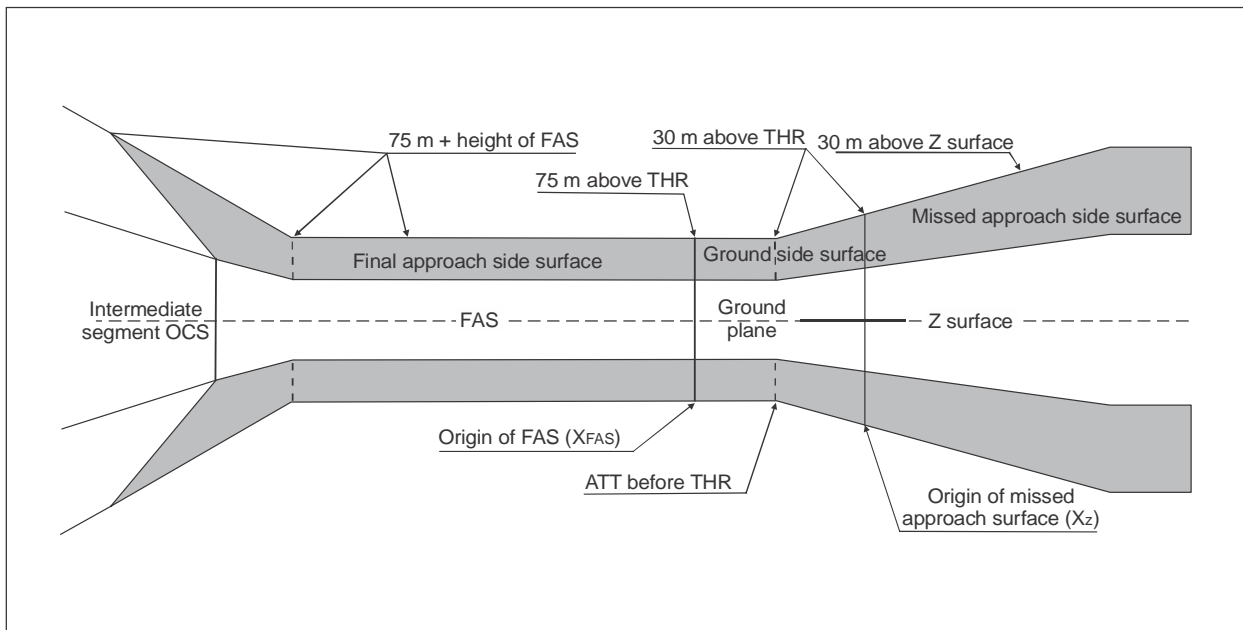 75 m + height of FAS
30 m above THR
30 m above Z surface
75 m above THR
Missed approach side surface
Final approach side surface
Ground side surface
Intermediate
segment OCS
FAS
Ground
plane
Z surface
Origin of FAS (XFAS)
ATT before THR
Origin of missed
approach surface (XZ)